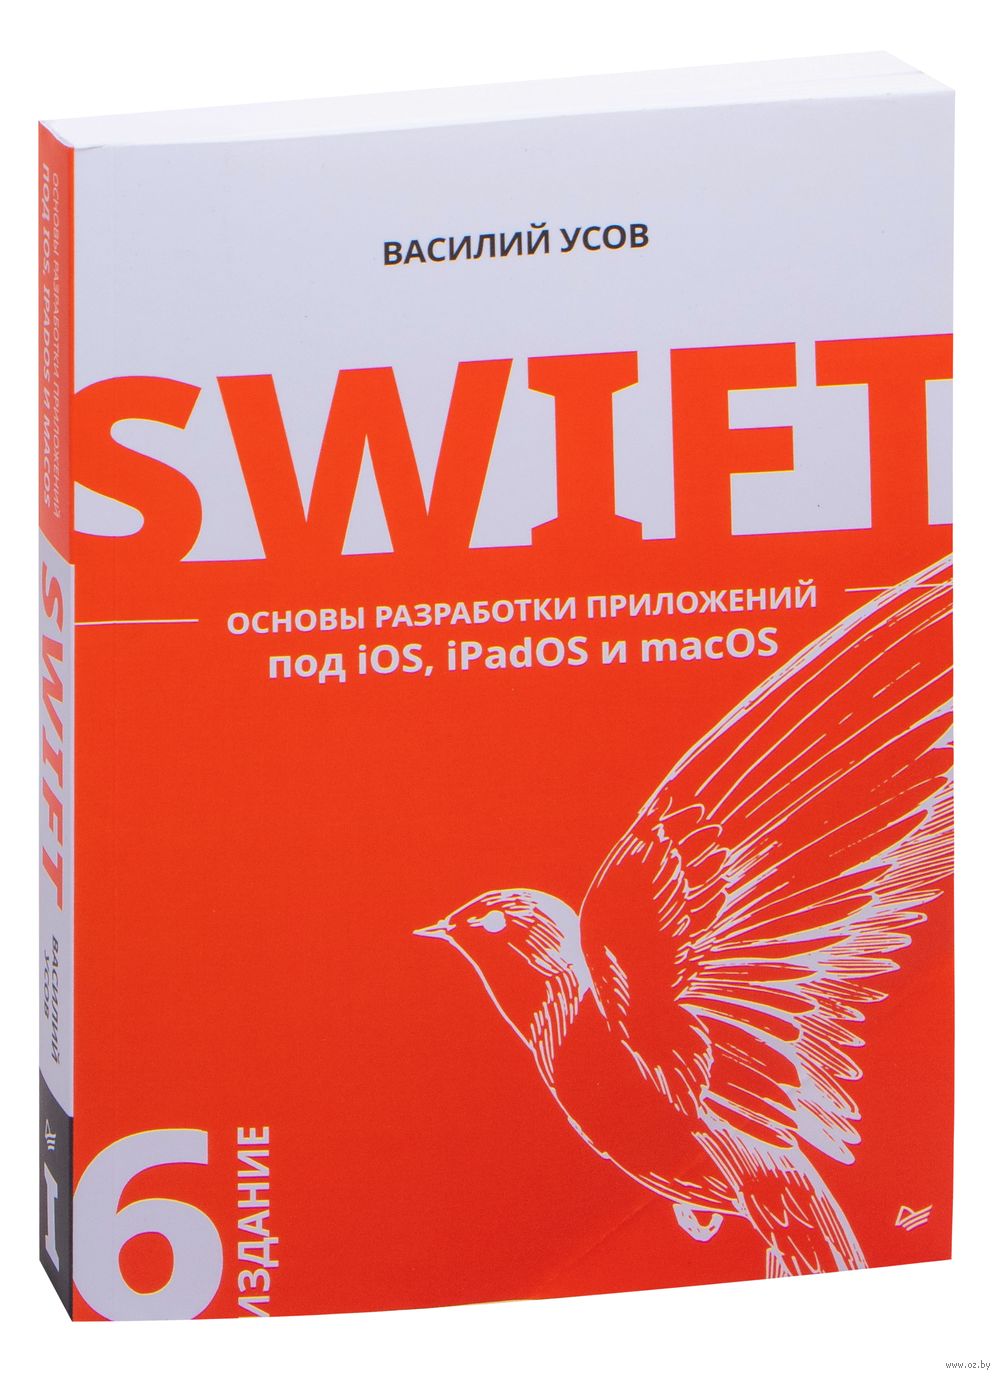 ВАСИЛИЙ УСОВ
SWIFT
ОСНОВЫ РАЗРАБОТКИ ПРИЛОЖЕНИЙ
под iOS, iPadOS и macOS
6
ИЗДАНИЕ
ОСНОВЫ РАЗРАБОТКИ ПРИЛОЖЕНИЙ
ПОД IOS, IPADOS И MACOS
SWIFT
ВАСИЛИЙ
УСОВ
www.oz.by